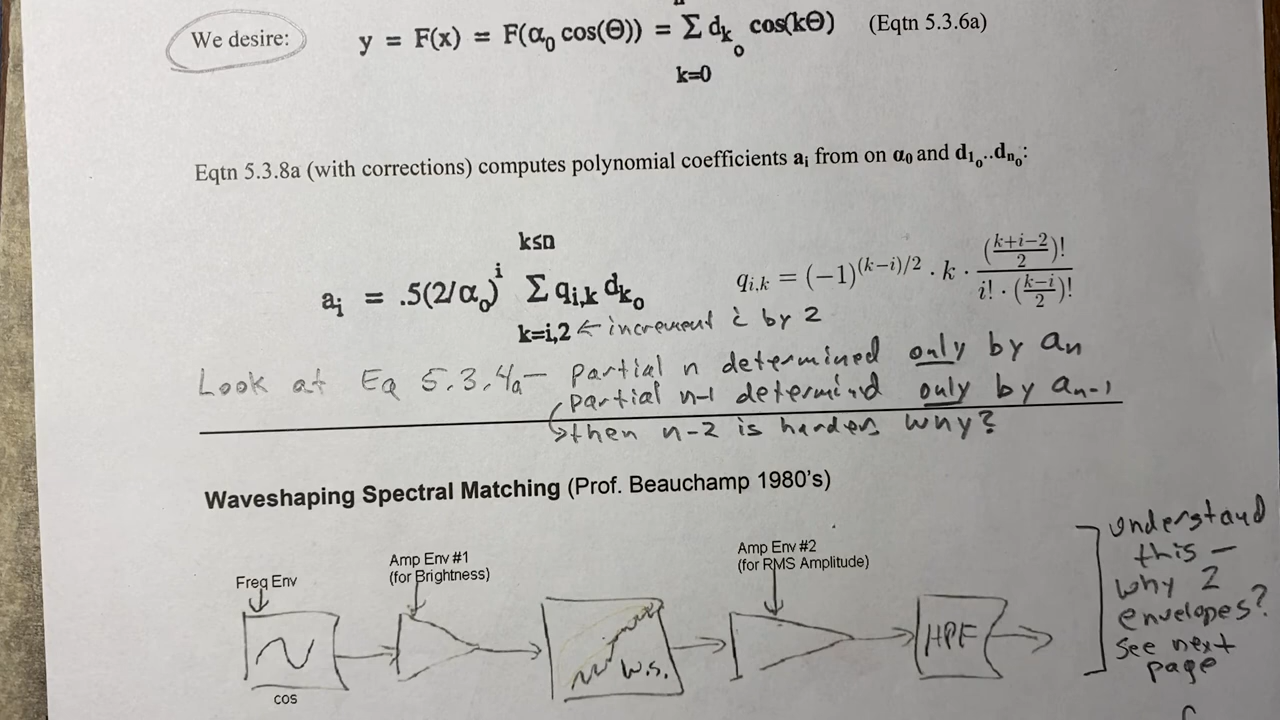 We desire: y = F(x) = F(α₀ cos(Θ)) = Σ dₖ₀ cos(kΘ) (Eqtn 5.3.6a)
k=0
Eqtn 5.3.8a (with corrections) computes polynomial coefficients aᵢ from on α₀ and d₁₀..dₙ₀:
k≤n
aᵢ = .5(2/α₀)ⁱ Σ qᵢ,ₖ dₖ₀ q_{i,k} = (-1)^{(k-i)/2} · k · ((k+i-2)/2)! / (i! · ((k-i)/2)!)
k=i,2 ← increment i by 2
Look at Eq 5.3.4a — partial n determined only by aₙ
partial n-1 determined only by aₙ₋₁
↳ then n-2 is harder, why?
Waveshaping Spectral Matching (Prof. Beauchamp 1980's)
Freq Env
Amp Env #1
(for Brightness)
Amp Env #2
(for RMS Amplitude)
cos
w.s.
HPF
understand
this —
why 2
envelopes?
see next
page